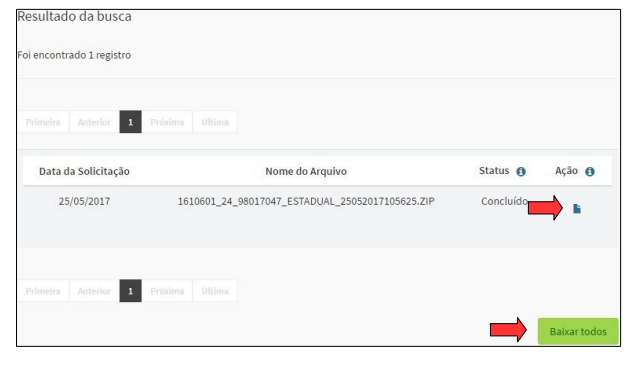 Resultado da busca
Foi encontrado 1 registro
Primeira Anterior 1 Próxima Última
Data da Solicitação Nome do Arquivo Status Ação
25/05/2017 1610601_24_98017047_ESTADUAL_25052017105625.ZIP Concluído
Primeira Anterior 1 Próxima Última
Baixar todos